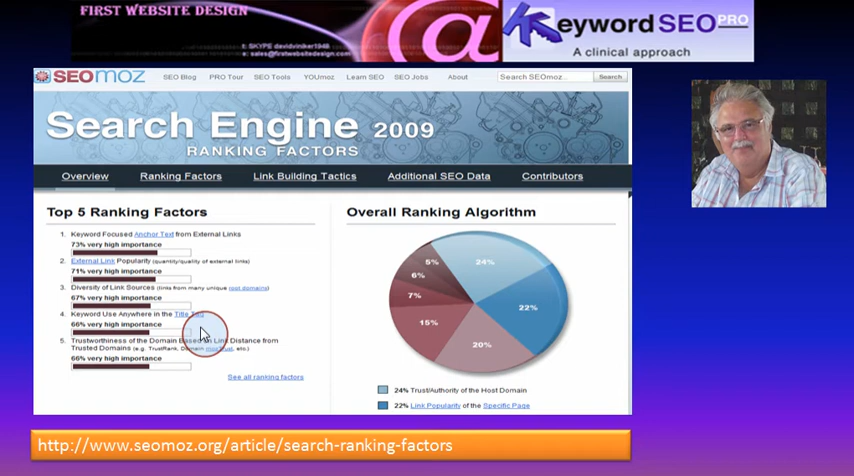 FIRST WEBSITE DESIGN
t: SKYPE davidviniker1948
e: sales@firstwebsitedesign.com
@
Keyword SEO PRO
A clinical approach
SEOmoz
SEO Blog PRO Tour SEO Tools YOUmoz Learn SEO SEO Jobs About
Search SEOmoz... Search
Search Engine 2009
RANKING FACTORS
Overview Ranking Factors Link Building Tactics Additional SEO Data Contributors
Top 5 Ranking Factors
1. Keyword Focused Anchor Text from External Links
73% very high importance
2. External Link Popularity (quantity/quality of external links)
71% very high importance
3. Diversity of Link Sources (links from many unique root domains)
67% very high importance
4. Keyword Use Anywhere in the Title Tag
66% very high importance
5. Trustworthiness of the Domain Based on Link Distance from
Trusted Domains (e.g. TrustRank, Domain mozTrust, etc.)
66% very high importance
See all ranking factors
Overall Ranking Algorithm
24%
22%
20%
15%
7%
6%
5%
24% Trust/Authority of the Host Domain
22% Link Popularity of the Specific Page
http://www.seomoz.org/article/search-ranking-factors